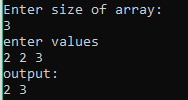 Enter size of array:
3
enter values
2 2 3
output:
2 3